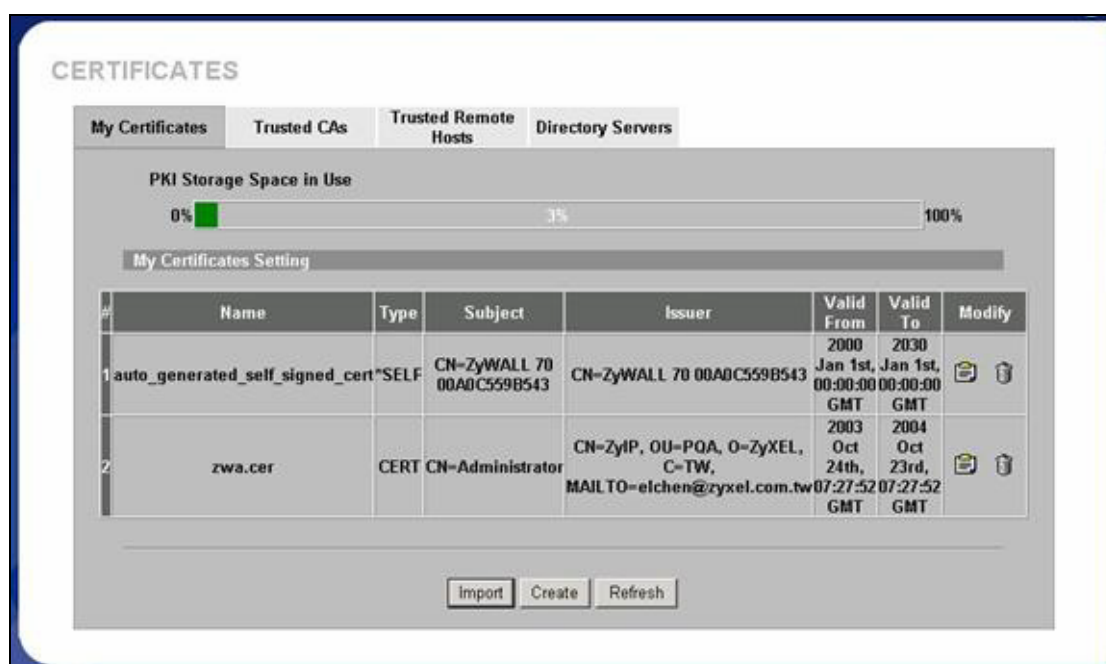 CERTIFICATES
My Certificates
Trusted CAs
Trusted Remote
Hosts
Directory Servers
PKI Storage Space in Use
0%
3%
100%
My Certificates Setting
# Name Type Subject Issuer Valid From Valid To Modify
1 auto_generated_self_signed_cert *SELF CN=ZyWALL 70 00A0C559B543 CN=ZyWALL 70 00A0C559B543 2000 Jan 1st, 00:00:00 GMT 2030 Jan 1st, 00:00:00 GMT
2 zwa.cer CERT CN=Administrator CN=ZyIP, OU=PQA, O=ZyXEL, C=TW, MAILTO=elchen@zyxel.com.tw 2003 Oct 24th, 07:27:52 GMT 2004 Oct 23rd, 07:27:52 GMT
Import Create Refresh